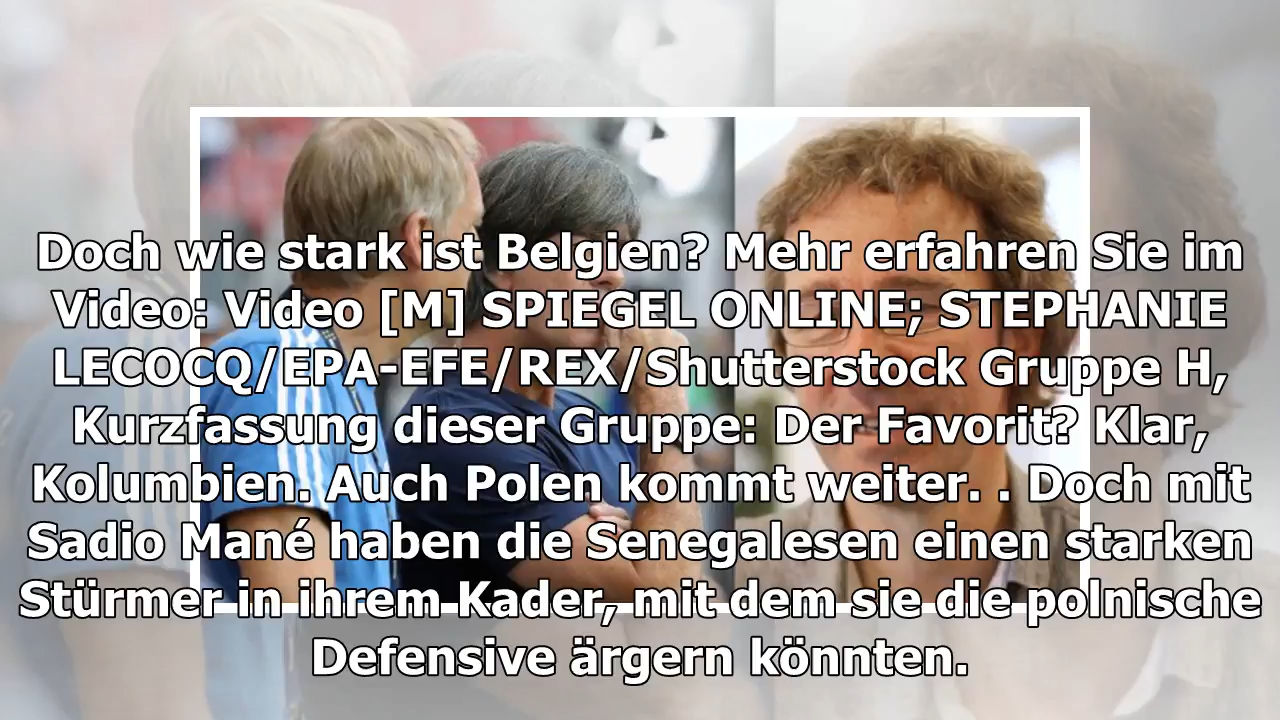 Doch wie stark ist Belgien? Mehr erfahren Sie im
Video: Video [M] SPIEGEL ONLINE; STEPHANIE
LECOCQ/EPA-EFE/REX/Shutterstock Gruppe H,
Kurzfassung dieser Gruppe: Der Favorit? Klar,
Kolumbien. Auch Polen kommt weiter. . Doch mit
Sadio Mané haben die Senegalesen einen starken
Stürmer in ihrem Kader, mit dem sie die polnische
Defensive ärgern könnten.